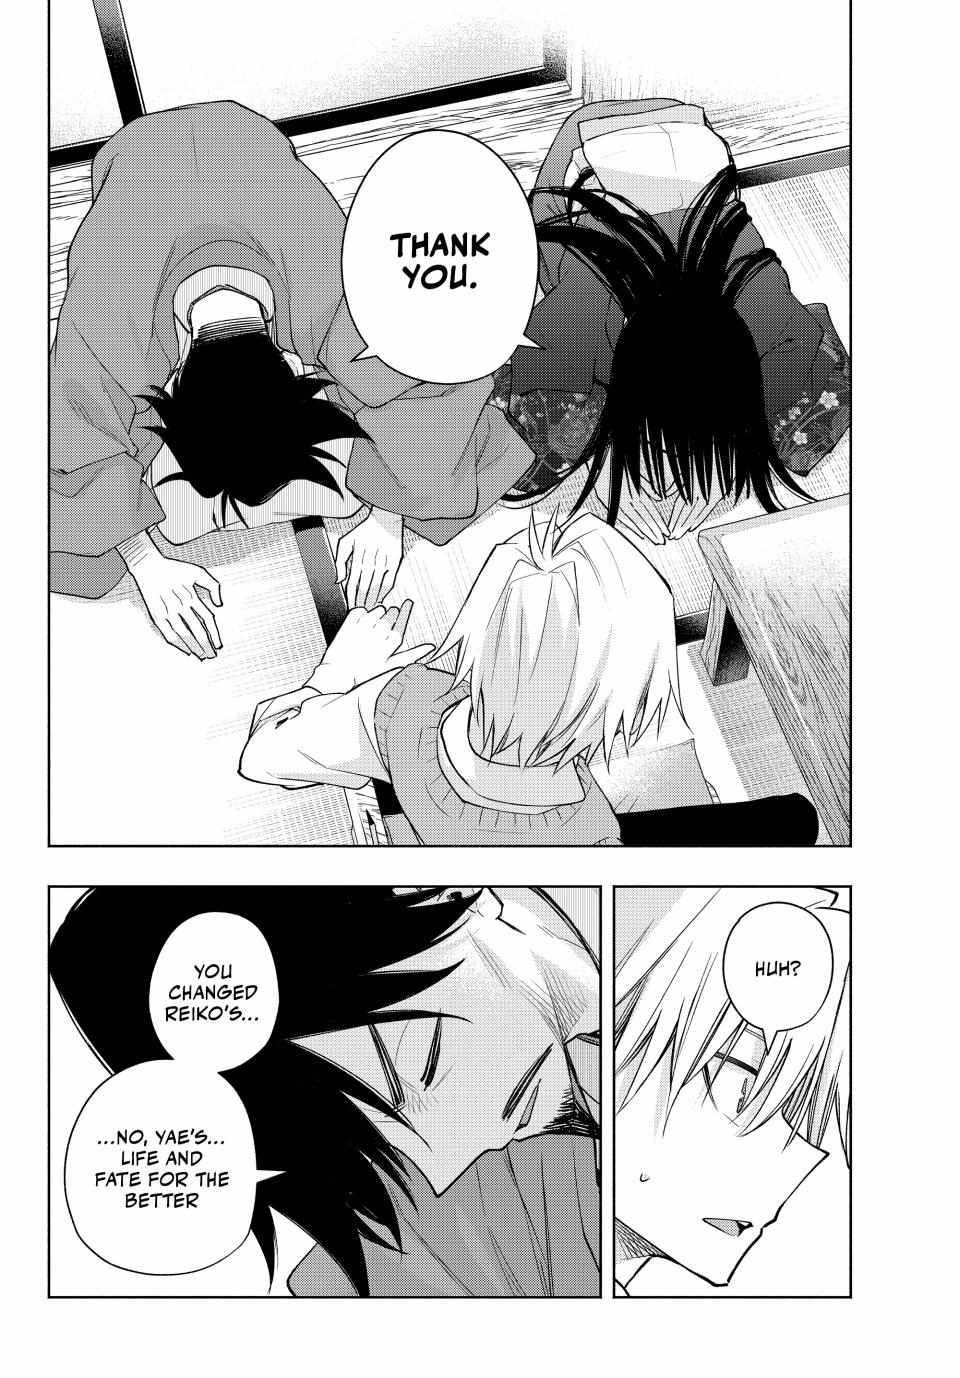 THANK
YOU.
HUH?
YOU
CHANGED
REIKO'S...
...NO, YAE'S...
LIFE AND
FATE FOR THE
BETTER